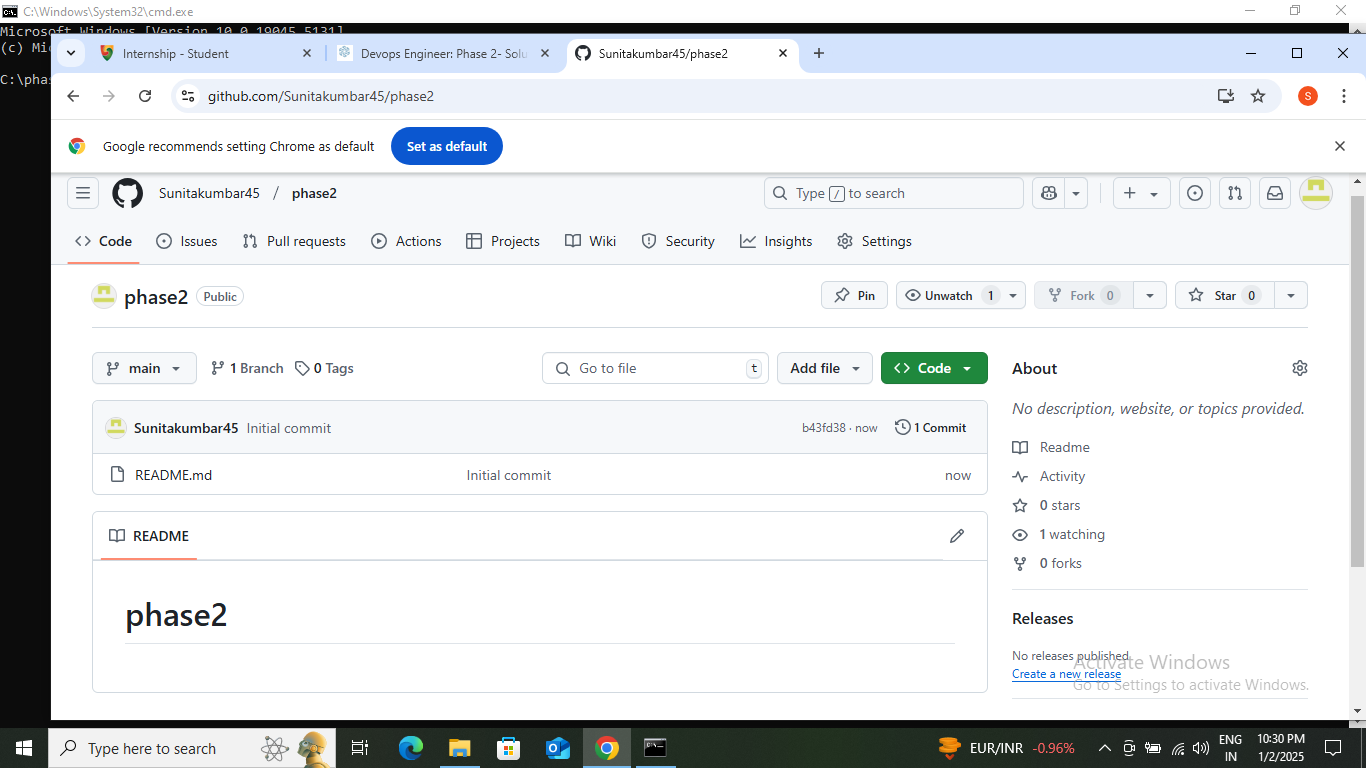 C:\Windows\System32\cmd.exe
Microsoft Windows [Version 10.0.19045.5131]
(c) Mi
C:\phas
Internship - Student
Devops Engineer: Phase 2- Solu
Sunitakumbar45/phase2
github.com/Sunitakumbar45/phase2
S
Google recommends setting Chrome as default
Set as default
Sunitakumbar45 / phase2
Type / to search
Code
Issues
Pull requests
Actions
Projects
Wiki
Security
Insights
Settings
phase2 Public
Pin
Unwatch 1
Fork 0
Star 0
main
1 Branch
0 Tags
Go to file t
Add file
Code
About
No description, website, or topics provided.
Sunitakumbar45 Initial commit
b43fd38 · now
1 Commit
README.md Initial commit now
Readme
Activity
0 stars
1 watching
0 forks
README
phase2
Releases
No releases published
Create a new release
Activate Windows
Go to Settings to activate Windows.
Type here to search
EUR/INR -0.96%
ENG
IN
10:30 PM
1/2/2025